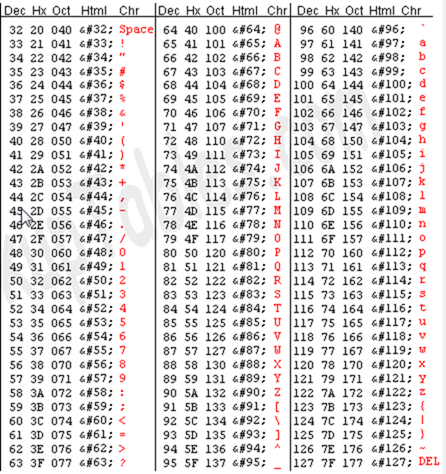 Dec Hx Oct Html Chr Dec Hx Oct Html Chr Dec Hx Oct Html Chr
32 20 040 &#32; Space 64 40 100 &#64; @ 96 60 140 &#96; `
33 21 041 &#33; ! 65 41 101 &#65; A 97 61 141 &#97; a
34 22 042 &#34; " 66 42 102 &#66; B 98 62 142 &#98; b
35 23 043 &#35; # 67 43 103 &#67; C 99 63 143 &#99; c
36 24 044 &#36; $ 68 44 104 &#68; D 100 64 144 &#100; d
37 25 045 &#37; % 69 45 105 &#69; E 101 65 145 &#101; e
38 26 046 &#38; & 70 46 106 &#70; F 102 66 146 &#102; f
39 27 047 &#39; ' 71 47 107 &#71; G 103 67 147 &#103; g
40 28 050 &#40; ( 72 48 110 &#72; H 104 68 150 &#104; h
41 29 051 &#41; ) 73 49 111 &#73; I 105 69 151 &#105; i
42 2A 052 &#42; * 74 4A 112 &#74; J 106 6A 152 &#106; j
43 2B 053 &#43; + 75 4B 113 &#75; K 107 6B 153 &#107; k
44 2C 054 &#44; , 76 4C 114 &#76; L 108 6C 154 &#108; l
45 2D 055 &#45; - 77 4D 115 &#77; M 109 6D 155 &#109; m
46 2E 056 &#46; . 78 4E 116 &#78; N 110 6E 156 &#110; n
47 2F 057 &#47; / 79 4F 117 &#79; O 111 6F 157 &#111; o
48 30 060 &#48; 0 80 50 120 &#80; P 112 70 160 &#112; p
49 31 061 &#49; 1 81 51 121 &#81; Q 113 71 161 &#113; q
50 32 062 &#50; 2 82 52 122 &#82; R 114 72 162 &#114; r
51 33 063 &#51; 3 83 53 123 &#83; S 115 73 163 &#115; s
52 34 064 &#52; 4 84 54 124 &#84; T 116 74 164 &#116; t
53 35 065 &#53; 5 85 55 125 &#85; U 117 75 165 &#117; u
54 36 066 &#54; 6 86 56 126 &#86; V 118 76 166 &#118; v
55 37 067 &#55; 7 87 57 127 &#87; W 119 77 167 &#119; w
56 38 070 &#56; 8 88 58 130 &#88; X 120 78 170 &#120; x
57 39 071 &#57; 9 89 59 131 &#89; Y 121 79 171 &#121; y
58 3A 072 &#58; : 90 5A 132 &#90; Z 122 7A 172 &#122; z
59 3B 073 &#59; ; 91 5B 133 &#91; [ 123 7B 173 &#123; {
60 3C 074 &#60; < 92 5C 134 &#92; \ 124 7C 174 &#124; |
61 3D 075 &#61; = 93 5D 135 &#93; ] 125 7D 175 &#125; }
62 3E 076 &#62; > 94 5E 136 &#94; ^ 126 7E 176 &#126; ~
63 3F 077 &#63; ? 95 5F 137 &#95; _ 127 7F 177 &#127; DEL